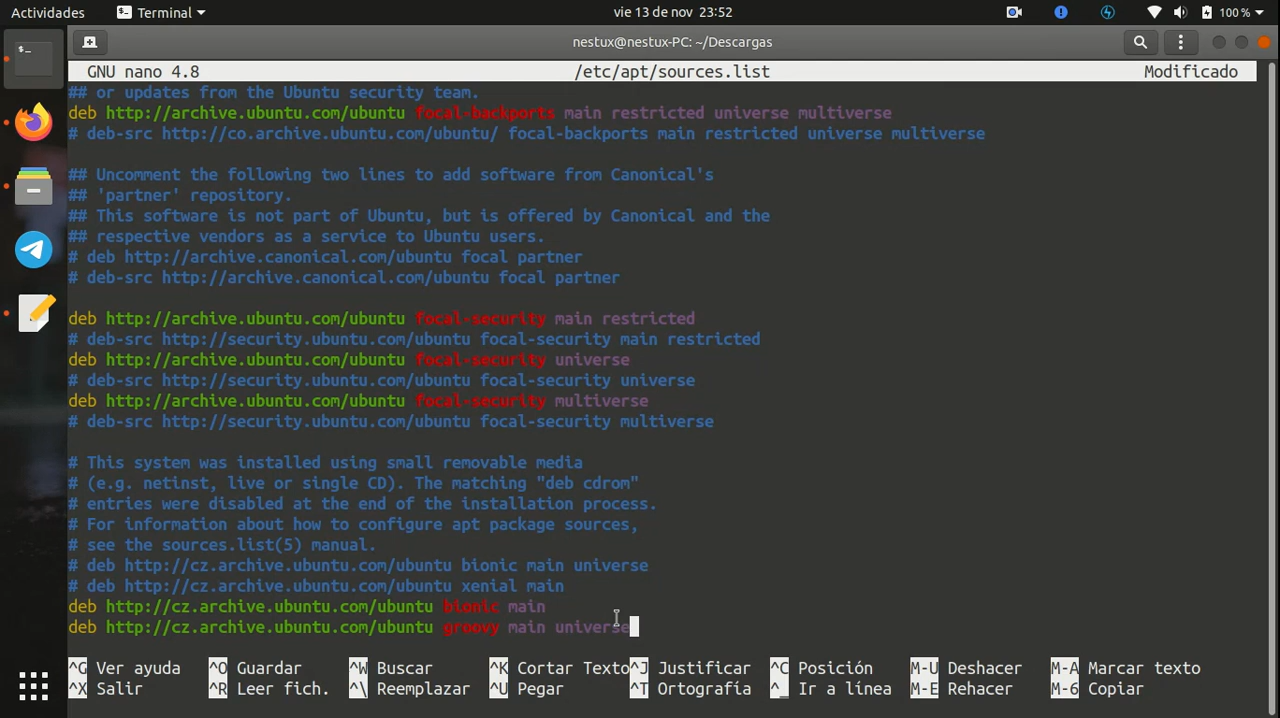 Actividades Terminal vie 13 de nov 23:52 100 %
nestux@nestux-PC: ~/Descargas
GNU nano 4.8 /etc/apt/sources.list Modificado
## or updates from the Ubuntu security team.
deb http://archive.ubuntu.com/ubuntu focal-backports main restricted universe multiverse
# deb-src http://co.archive.ubuntu.com/ubuntu/ focal-backports main restricted universe multiverse
## Uncomment the following two lines to add software from Canonical's
## 'partner' repository.
## This software is not part of Ubuntu, but is offered by Canonical and the
## respective vendors as a service to Ubuntu users.
# deb http://archive.canonical.com/ubuntu focal partner
# deb-src http://archive.canonical.com/ubuntu focal partner
deb http://archive.ubuntu.com/ubuntu focal-security main restricted
# deb-src http://security.ubuntu.com/ubuntu focal-security main restricted
deb http://archive.ubuntu.com/ubuntu focal-security universe
# deb-src http://security.ubuntu.com/ubuntu focal-security universe
deb http://archive.ubuntu.com/ubuntu focal-security multiverse
# deb-src http://security.ubuntu.com/ubuntu focal-security multiverse
# This system was installed using small removable media
# (e.g. netinst, live or single CD). The matching "deb cdrom"
# entries were disabled at the end of the installation process.
# For information about how to configure apt package sources,
# see the sources.list(5) manual.
# deb http://cz.archive.ubuntu.com/ubuntu bionic main universe
# deb http://cz.archive.ubuntu.com/ubuntu xenial main
deb http://cz.archive.ubuntu.com/ubuntu bionic main
deb http://cz.archive.ubuntu.com/ubuntu groovy main universe
^G Ver ayuda ^O Guardar ^W Buscar ^K Cortar Texto ^J Justificar ^C Posición M-U Deshacer M-A Marcar texto
^X Salir ^R Leer fich. ^\ Reemplazar ^U Pegar ^T Ortografía ^_ Ir a línea M-E Rehacer M-6 Copiar